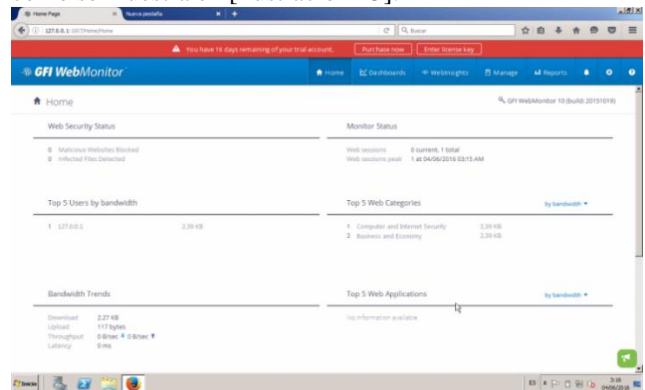 Home Page
Nueva pestaña
127.0.0.1
Buscar
You have 16 days remaining of your trial account.
Purchase now
Enter license key
GFI WebMonitor
Home
Dashboards
WebInsights
Manage
Reports
Home
GFI WebMonitor 10 (build: 20151019)
Web Security Status
Monitor Status
0 Malicious Websites Blocked
0 Infected Files Detected
Web sessions 0 current, 1 total
Web sessions peak 1 at 04/06/2016 03:15 AM
Top 5 Users by bandwidth
Top 5 Web Categories
by bandwidth
1 127.0.0.1 2,39 KB
1 Computer and Internet Security 2,39 KB
2 Business and Economy 2,39 KB
Bandwidth Trends
Top 5 Web Applications
by bandwidth
Download 2,27 KB
Upload 117 bytes
Throughput 0 B/sec 0 B/sec
Latency 0 ms
No information available
Inicio
ES
3:16
04/06/2016